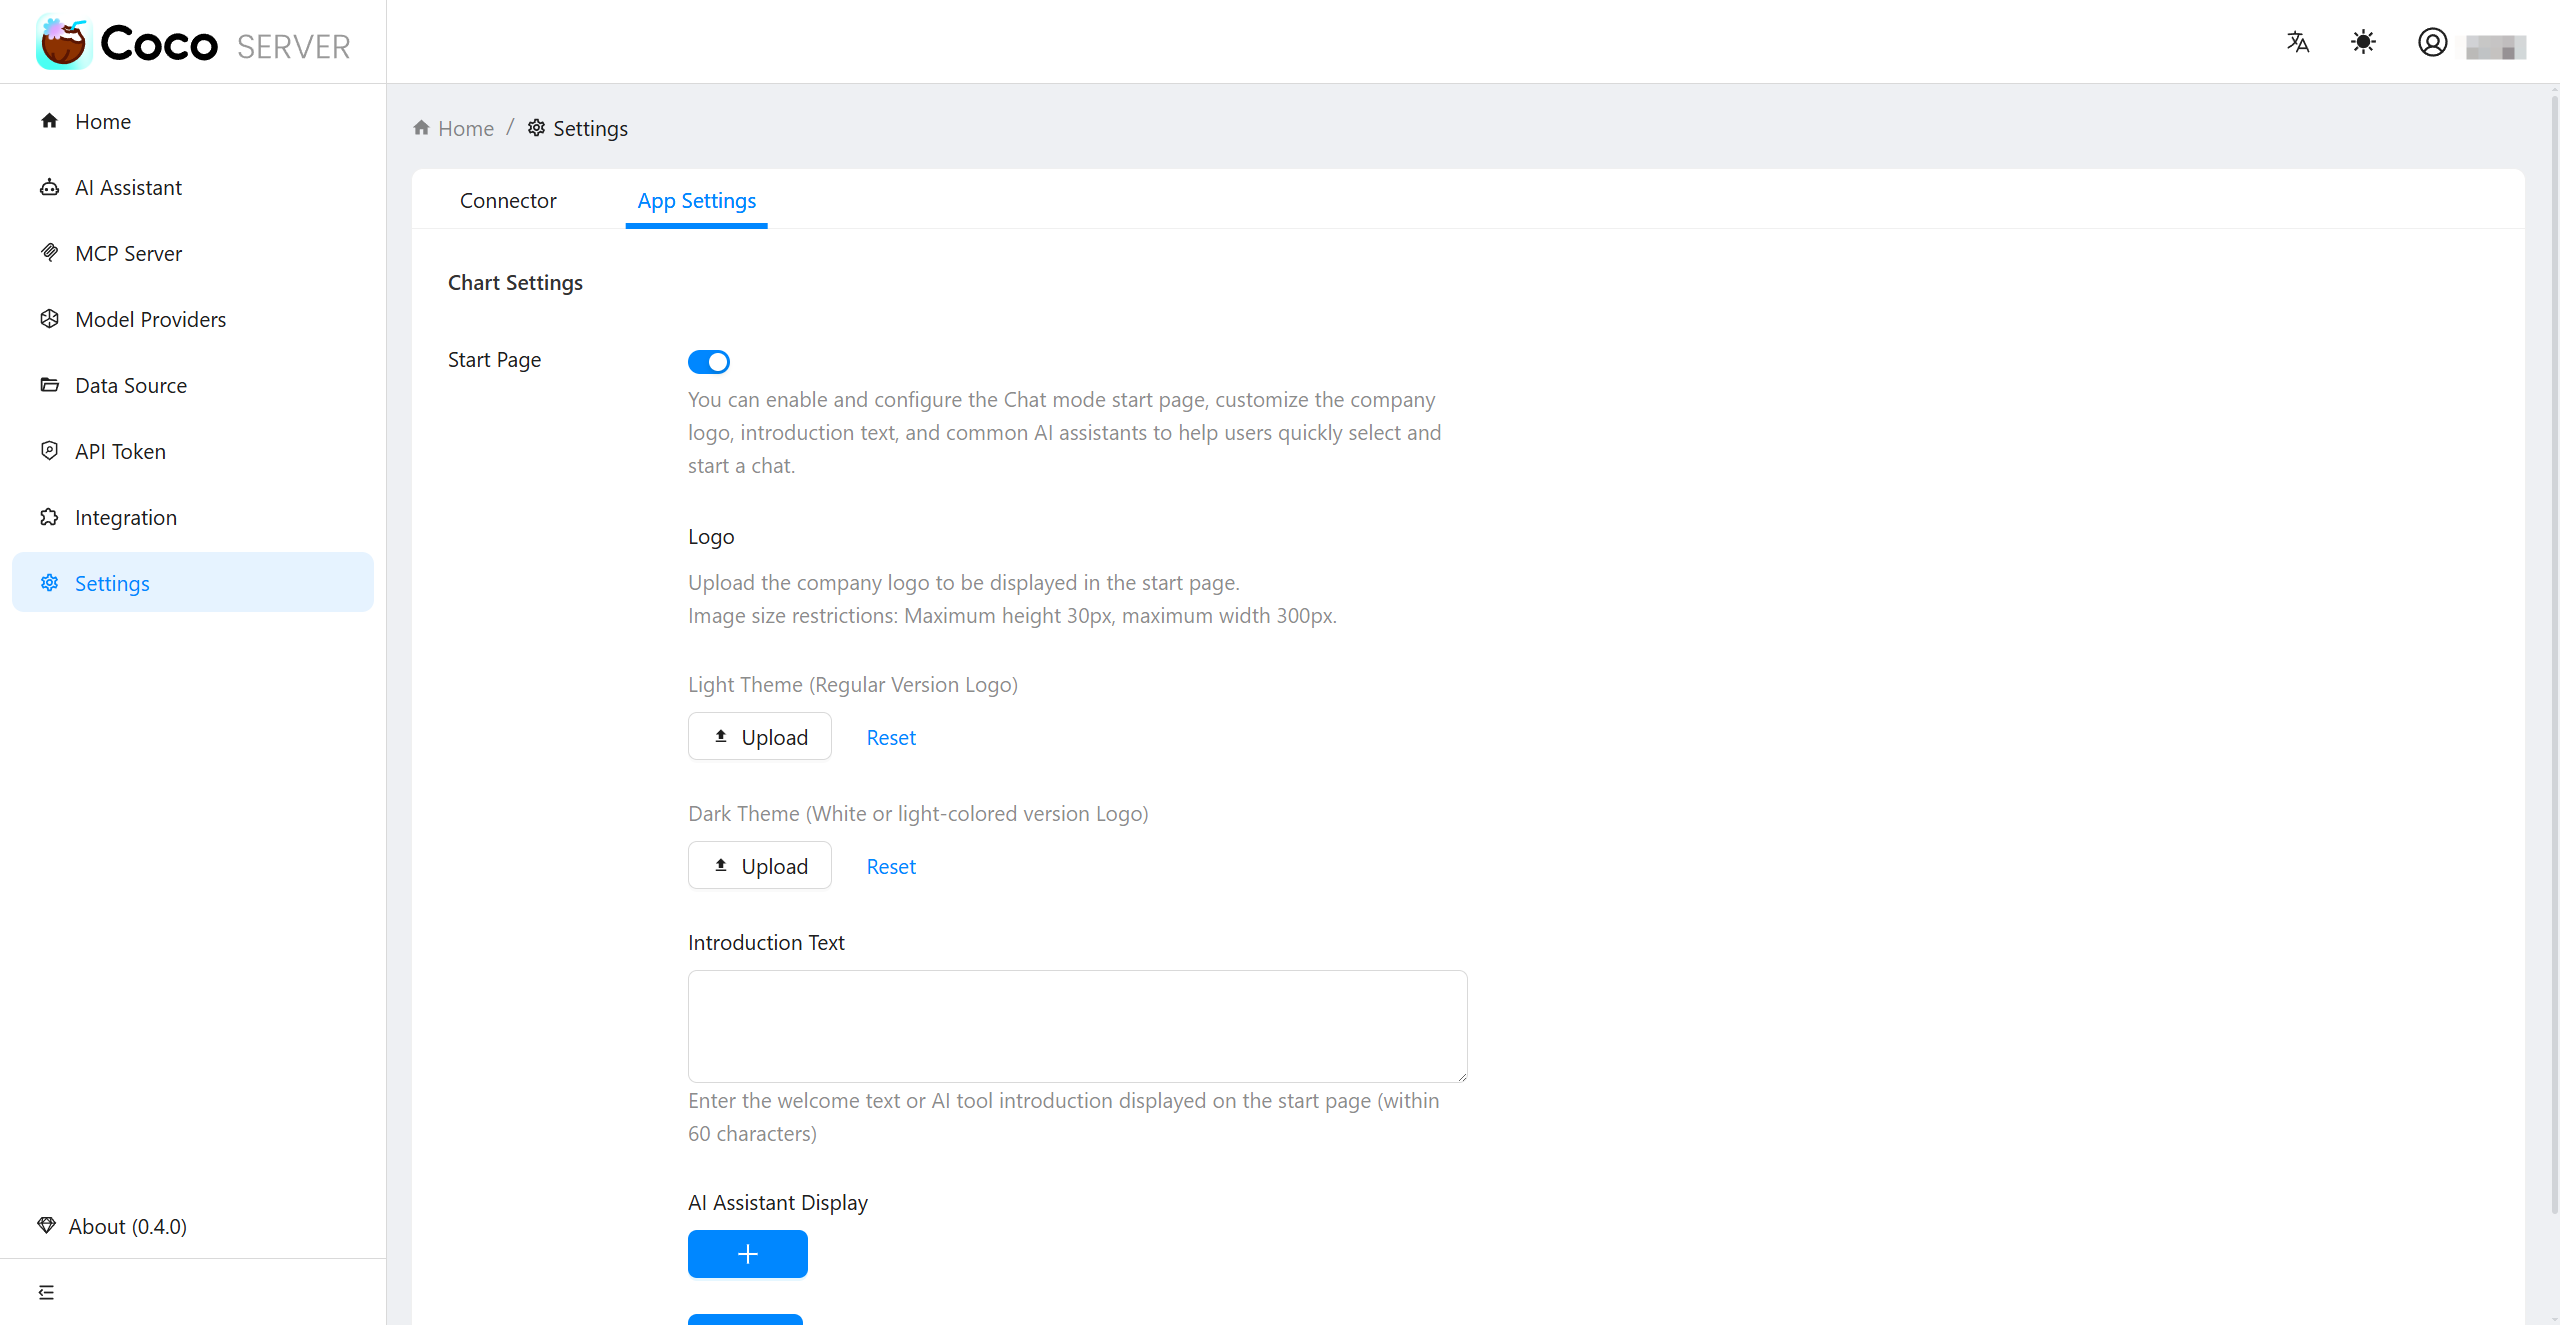 Coco SERVER
Home
AI Assistant
MCP Server
Model Providers
Data Source
API Token
Integration
Settings
About (0.4.0)
Home / Settings
Connector
App Settings
Chart Settings
Start Page
You can enable and configure the Chat mode start page, customize the company
logo, introduction text, and common AI assistants to help users quickly select and
start a chat.
Logo
Upload the company logo to be displayed in the start page.
Image size restrictions: Maximum height 30px, maximum width 300px.
Light Theme (Regular Version Logo)
Upload Reset
Dark Theme (White or light-colored version Logo)
Upload Reset
Introduction Text
Enter the welcome text or AI tool introduction displayed on the start page (within
60 characters)
AI Assistant Display